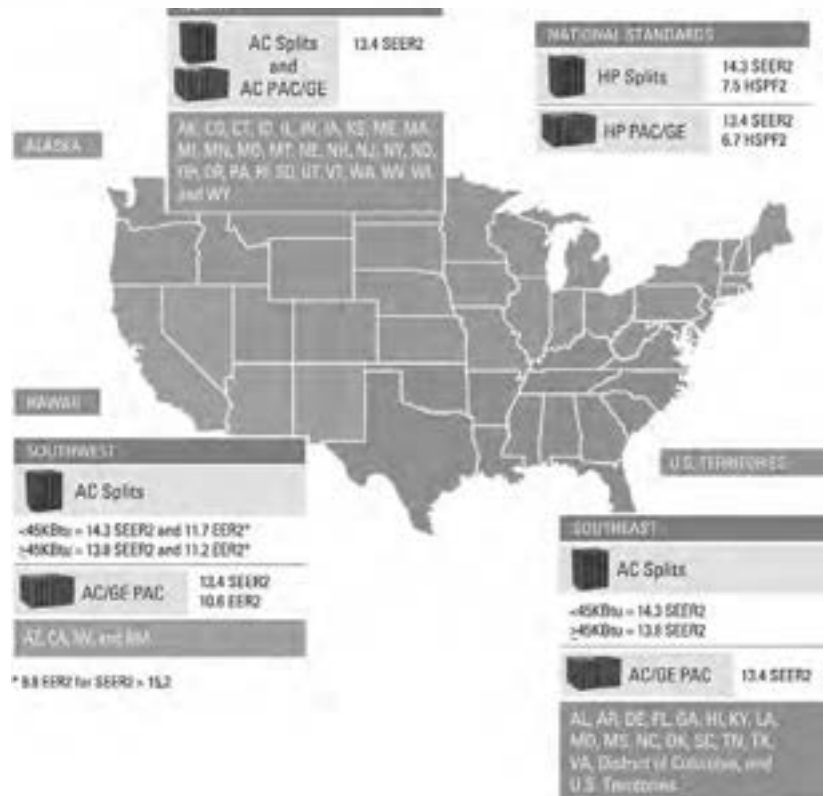 AC Splits
and
AC PAC/GE
13.4 SEER2
AK, CO, CT, ID, IL, IN, IA, KS, ME, MA,
MI, MN, MO, MT, NE, NH, NJ, NY, ND,
OH, OR, PA, RI, SD, UT, VT, WA, WV, WI,
and WY
NATIONAL STANDARDS
HP Splits
14.3 SEER2
7.5 HSPF2
HP PAC/GE
13.4 SEER2
6.7 HSPF2
ALASKA
HAWAII
SOUTHWEST
AC Splits
<45KBtu = 14.3 SEER2 and 11.7 EER2*
≥45KBtu = 13.8 SEER2 and 11.2 EER2*
AC/GE PAC
13.4 SEER2
10.6 EER2
AZ, CA, NV, and NM
* 9.8 EER2 for SEER2 > 15.2
U.S. TERRITORIES
SOUTHEAST
AC Splits
<45KBtu = 14.3 SEER2
≥45KBtu = 13.8 SEER2
AC/GE PAC
13.4 SEER2
AL, AR, DE, FL, GA, HI, KY, LA,
MD, MS, NC, OK, SC, TN, TX,
VA, District of Columbia, and
U.S. Territories